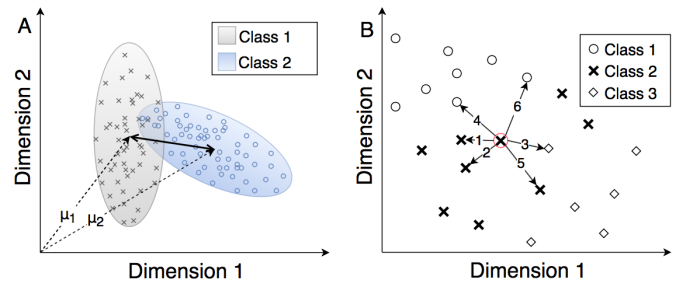 A
Class 1
Class 2
Dimension 2
μ1
μ2
Dimension 1
B
Class 1
Class 2
Class 3
Dimension 2
6
4
1
3
2
5
Dimension 1